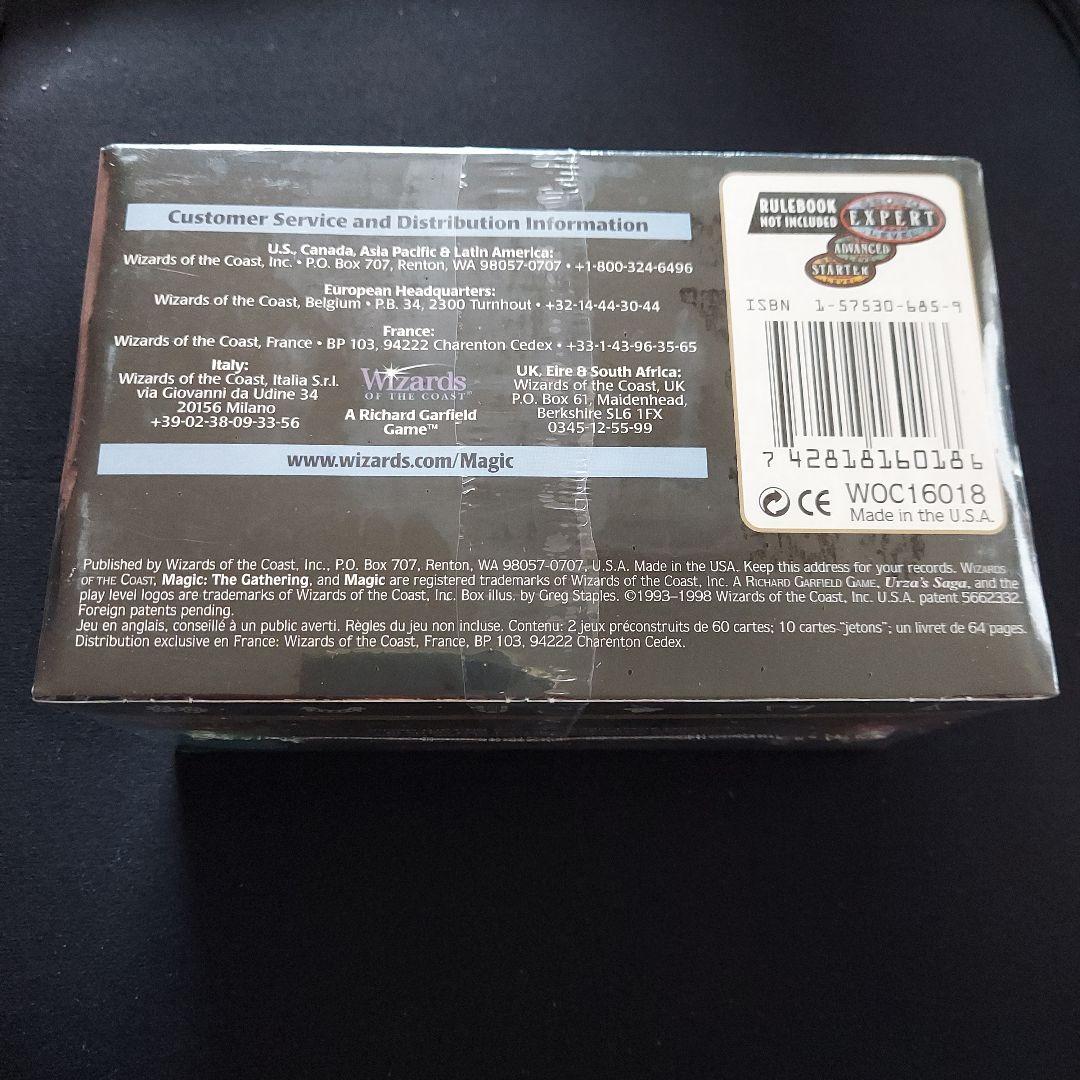 Customer Service and Distribution Information
U.S., Canada, Asia Pacific & Latin America:
Wizards of the Coast, Inc. • P.O. Box 707, Renton, WA 98057-0707 • +1-800-324-6496
European Headquarters:
Wizards of the Coast, Belgium • P.B. 34, 2300 Turnhout • +32-14-44-30-44
France:
Wizards of the Coast, France • BP 103, 94222 Charenton Cedex • +33-1-43-96-35-65
Italy:
Wizards of the Coast, Italia S.r.l.
via Giovanni da Udine 34
20156 Milano
+39-02-38-09-33-56
Wizards
OF THE COAST
A Richard Garfield
Game™
UK, Eire & South Africa:
Wizards of the Coast, UK
P.O. Box 61, Maidenhead,
Berkshire SL6 1FX
0345-12-55-99
www.wizards.com/Magic
RULEBOOK
NOT INCLUDED
EXPERT
LEVEL
ADVANCED
STARTER
LEVEL
ISBN 1-57530-685-9
7 42818 16018 6
CE WOC16018
Made in the U.S.A.
Published by Wizards of the Coast, Inc., P.O. Box 707, Renton, WA 98057-0707, U.S.A. Made in the USA. Keep this address for your records. WIZARDS
OF THE COAST, Magic: The Gathering, and Magic are registered trademarks of Wizards of the Coast, Inc. A RICHARD GARFIELD GAME, Urza's Saga, and the
play level logos are trademarks of Wizards of the Coast, Inc. Box illus. by Greg Staples. ©1993–1998 Wizards of the Coast, Inc. U.S.A. patent 5662332.
Foreign patents pending.
Jeu en anglais, conseillé à un public averti. Règles du jeu non incluse. Contenu: 2 jeux préconstruits de 60 cartes; 10 cartes-"jetons"; un livret de 64 pages.
Distribution exclusive en France: Wizards of the Coast, France, BP 103, 94222 Charenton Cedex.